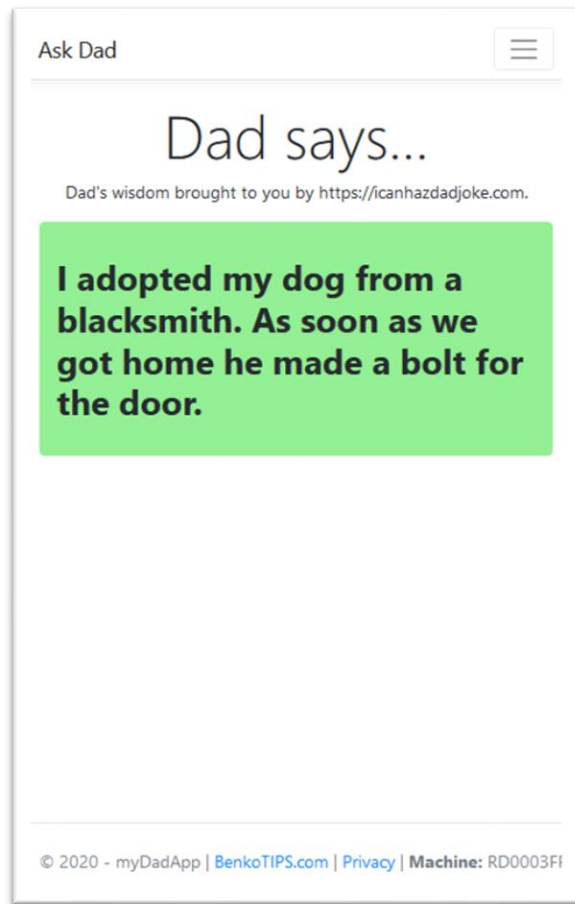 Ask Dad
Dad says...
Dad's wisdom brought to you by https://icanhazdadjoke.com.
I adopted my dog from a
blacksmith. As soon as we
got home he made a bolt for
the door.
© 2020 - myDadApp | BenkoTIPS.com | Privacy | Machine: